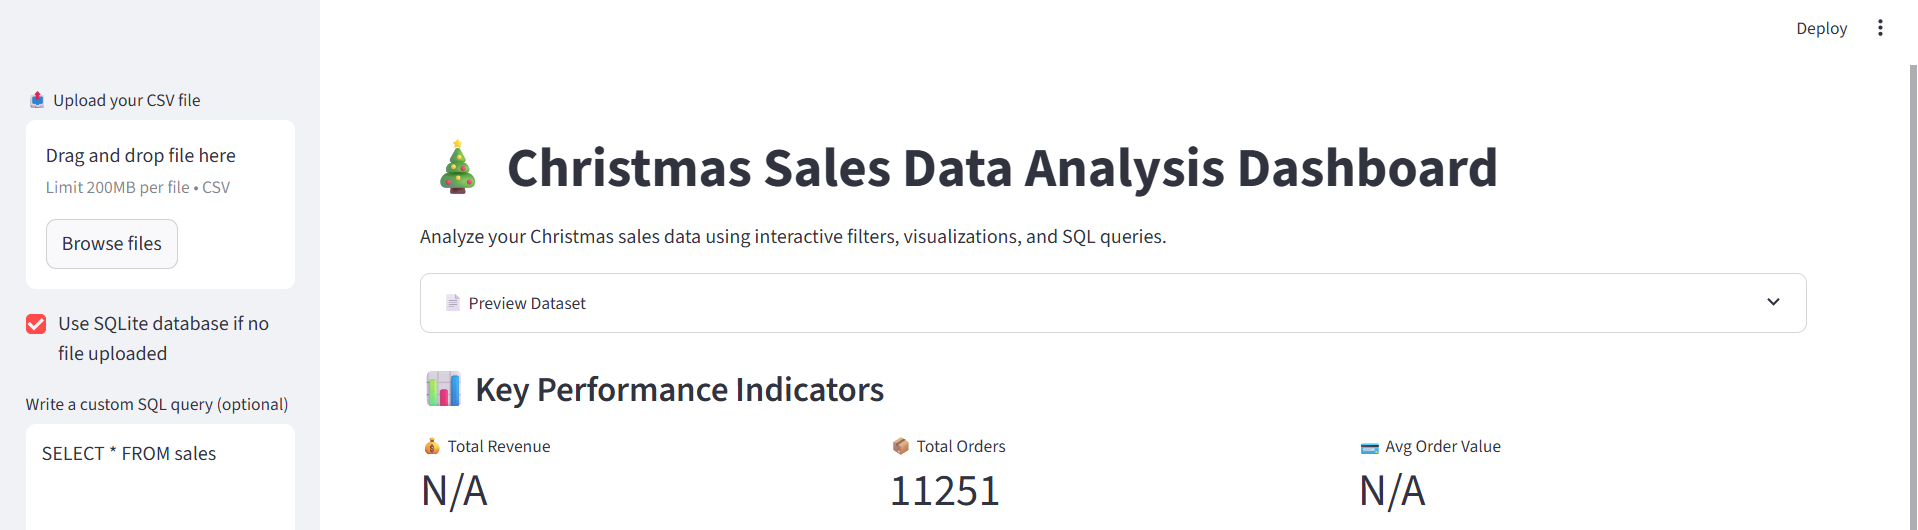 Deploy
Upload your CSV file
Drag and drop file here
Limit 200MB per file • CSV
Browse files
Use SQLite database if no
file uploaded
Write a custom SQL query (optional)
SELECT * FROM sales
Christmas Sales Data Analysis Dashboard
Analyze your Christmas sales data using interactive filters, visualizations, and SQL queries.
Preview Dataset
Key Performance Indicators
Total Revenue
N/A
Total Orders
11251
Avg Order Value
N/A